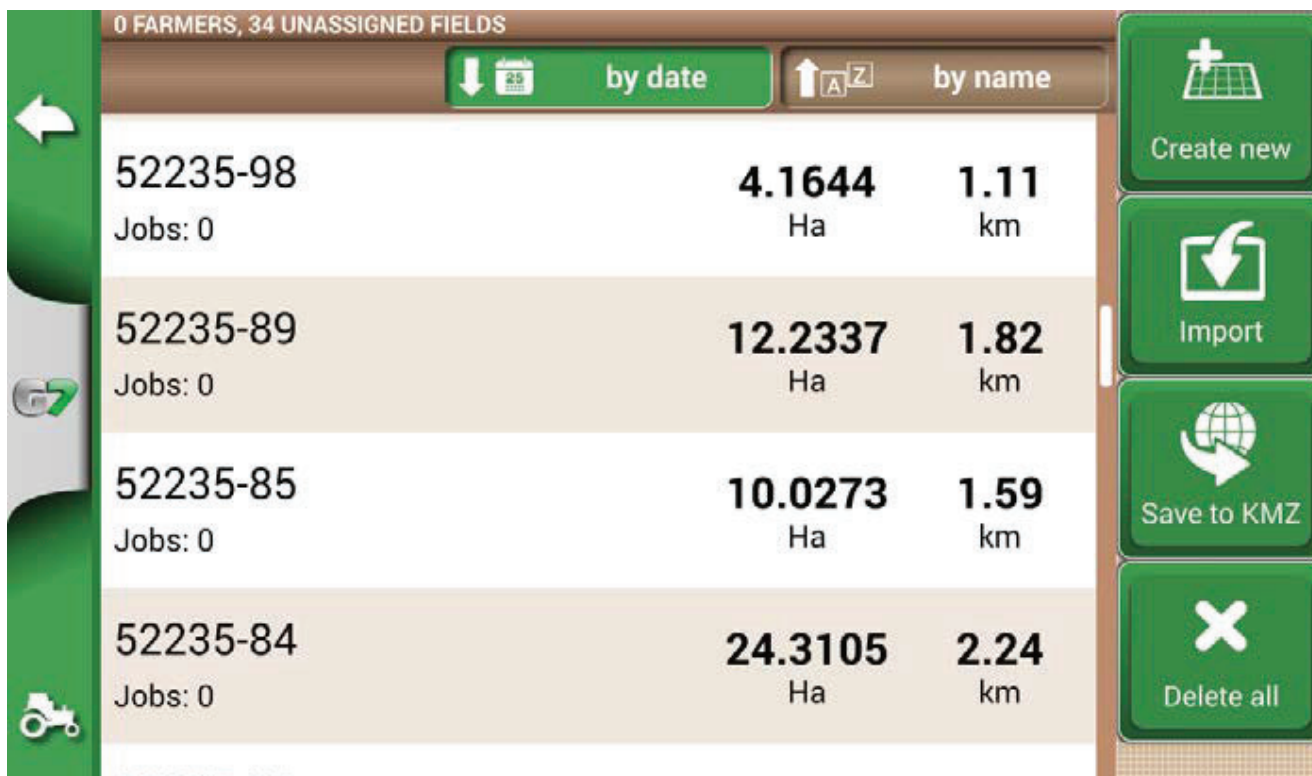 0 FARMERS, 34 UNASSIGNED FIELDS
25 by date AZ by name
52235-98
Jobs: 0
4.1644 1.11
Ha km
52235-89
Jobs: 0
12.2337 1.82
Ha km
52235-85
Jobs: 0
10.0273 1.59
Ha km
52235-84
Jobs: 0
24.3105 2.24
Ha km
G7
Create new
Import
Save to KMZ
Delete all